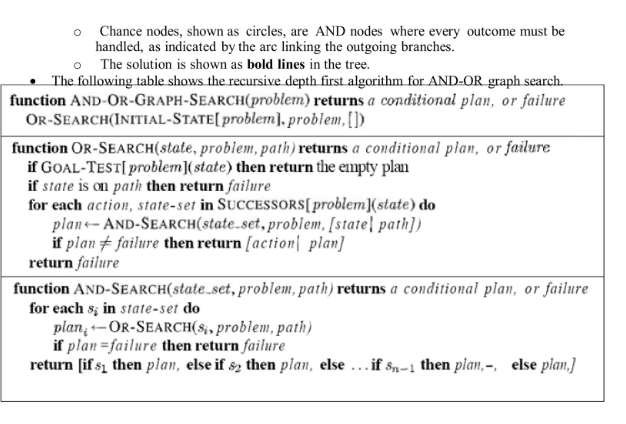 o Chance nodes, shown as circles, are AND nodes where every outcome must be
handled, as indicated by the arc linking the outgoing branches.
o The solution is shown as bold lines in the tree.
• The following table shows the recursive depth first algorithm for AND-OR graph search.
function AND-OR-GRAPH-SEARCH(problem) returns a conditional plan, or failure
OR-SEARCH(INITIAL-STATE[problem], problem, [])
function OR-SEARCH(state, problem, path) returns a conditional plan, or failure
if GOAL-TEST[problem](state) then return the empty plan
if state is on path then return failure
for each action, state-set in SUCCESSORS[problem](state) do
plan ← AND-SEARCH(state_set, problem, [state| path])
if plan ≠ failure then return [action| plan]
return failure
function AND-SEARCH(state_set, problem, path) returns a conditional plan, or failure
for each si in state-set do
plani ← OR-SEARCH(si, problem, path)
if plan =failure then return failure
return [if s1 then plan, else if s2 then plan, else ...if sn-1 then plan,-, else plan,]